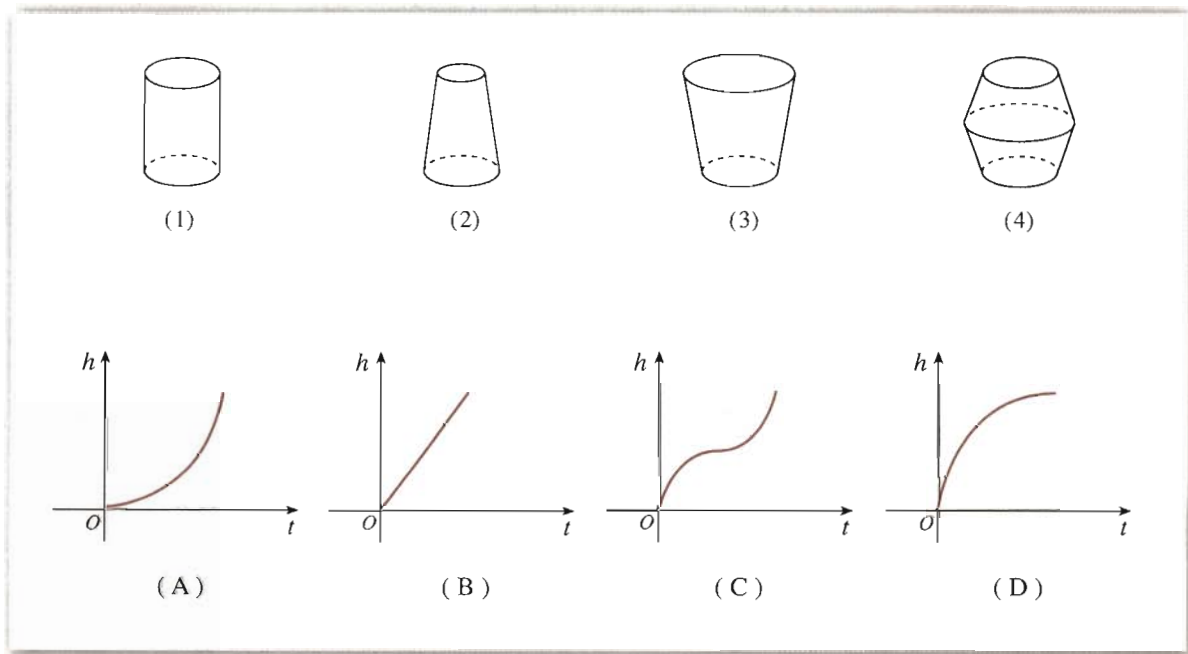 (1) (2) (3) (4)
h h h h
O t O t O t O t
( A ) ( B ) ( C ) ( D )